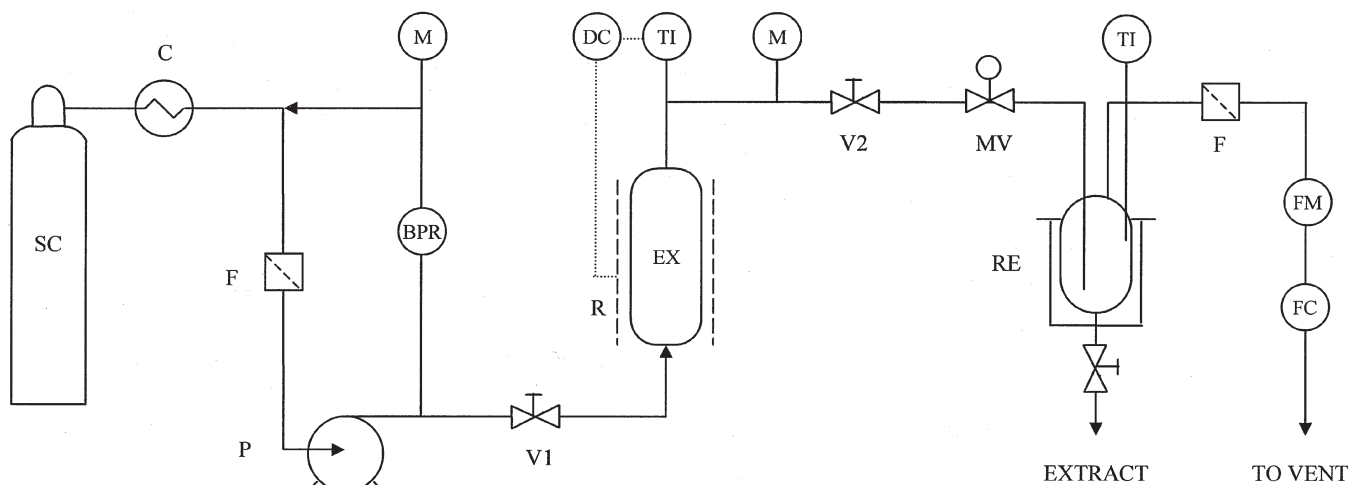 M
DC
TI
M
TI
C
V2
MV
F
FM
BPR
SC
EX
RE
F
R
FC
P
V1
EXTRACT
TO VENT